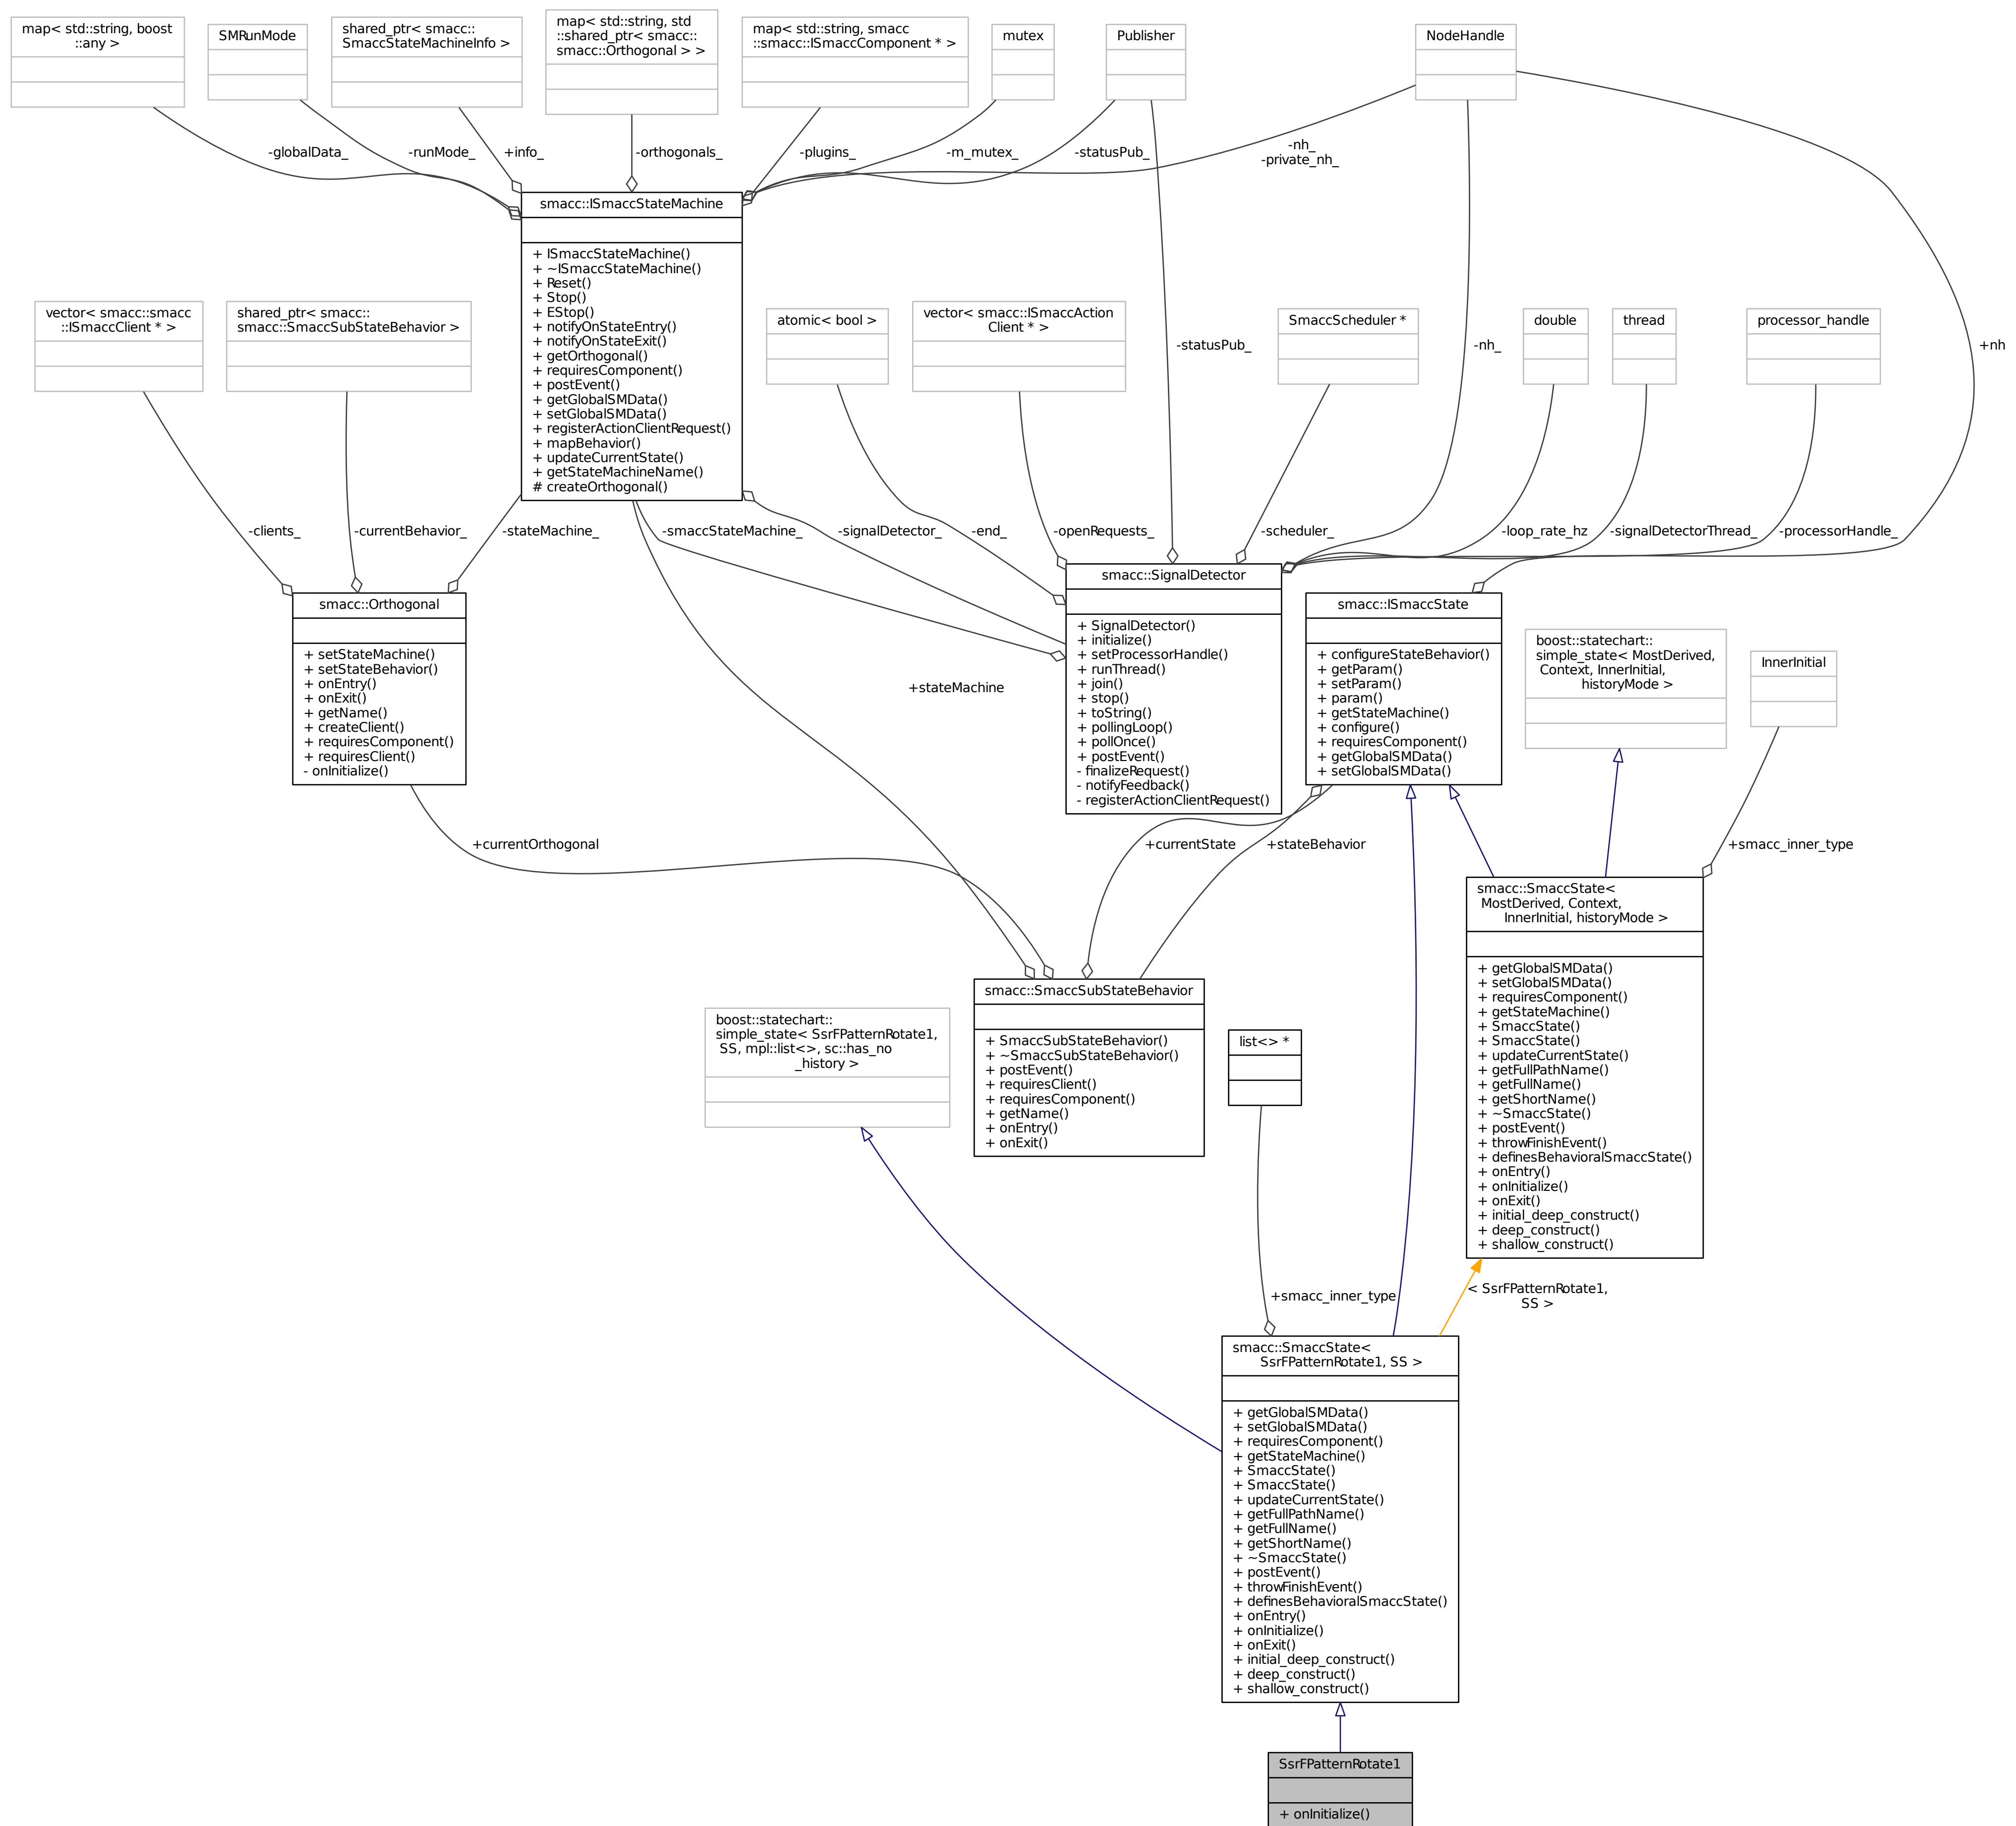 map< std::string, boost
::any >
SMRunMode
shared_ptr< smacc::
SmaccStateMachineInfo >
map< std::string, std
::shared_ptr< smacc::
smacc::Orthogonal > >
map< std::string, smacc
::smacc::ISmaccComponent * >
mutex
Publisher
NodeHandle
-globalData_
-runMode_
+info_
-orthogonals_
-plugins_
-m_mutex_
-statusPub_
-nh_
-private_nh_
smacc::ISmaccStateMachine
+ ISmaccStateMachine()
+ ~ISmaccStateMachine()
+ Reset()
+ Stop()
+ EStop()
+ notifyOnStateEntry()
+ notifyOnStateExit()
+ getOrthogonal()
+ requiresComponent()
+ postEvent()
+ getGlobalSMData()
+ setGlobalSMData()
+ registerActionClientRequest()
+ mapBehavior()
+ updateCurrentState()
+ getStateMachineName()
# createOrthogonal()
vector< smacc::smacc
::ISmaccClient * >
shared_ptr< smacc::
smacc::SmaccSubStateBehavior >
atomic< bool >
vector< smacc::ISmaccAction
Client * >
SmaccScheduler *
double
thread
processor_handle
-statusPub_
-nh_
+nh
-clients_
-currentBehavior_
-stateMachine_
-smaccStateMachine_
-signalDetector_
-end_
-openRequests_
-scheduler_
-loop_rate_hz
-signalDetectorThread_
-processorHandle_
smacc::Orthogonal
+ setStateMachine()
+ setStateBehavior()
+ onEntry()
+ onExit()
+ getName()
+ createClient()
+ requiresComponent()
+ requiresClient()
- onInitialize()
smacc::SignalDetector
+ SignalDetector()
+ initialize()
+ setProcessorHandle()
+ runThread()
+ join()
+ stop()
+ toString()
+ pollingLoop()
+ pollOnce()
+ postEvent()
- finalizeRequest()
- notifyFeedback()
- registerActionClientRequest()
smacc::ISmaccState
+ configureStateBehavior()
+ getParam()
+ setParam()
+ param()
+ getStateMachine()
+ configure()
+ requiresComponent()
+ getGlobalSMData()
+ setGlobalSMData()
boost::statechart::
simple_state< MostDerived,
Context, InnerInitial,
historyMode >
InnerInitial
+stateMachine
+currentOrthogonal
+currentState
+stateBehavior
+smacc_inner_type
smacc::SmaccState<
MostDerived, Context,
InnerInitial, historyMode >
+ getGlobalSMData()
+ setGlobalSMData()
+ requiresComponent()
+ getStateMachine()
+ SmaccState()
+ SmaccState()
+ updateCurrentState()
+ getFullPathName()
+ getFullName()
+ getShortName()
+ ~SmaccState()
+ postEvent()
+ throwFinishEvent()
+ definesBehavioralSmaccState()
+ onEntry()
+ onInitialize()
+ onExit()
+ initial_deep_construct()
+ deep_construct()
+ shallow_construct()
smacc::SmaccSubStateBehavior
+ SmaccSubStateBehavior()
+ ~SmaccSubStateBehavior()
+ postEvent()
+ requiresClient()
+ requiresComponent()
+ getName()
+ onEntry()
+ onExit()
boost::statechart::
simple_state< SsrFPatternRotate1,
SS, mpl::list<>, sc::has_no
_history >
list<> *
+smacc_inner_type
< SsrFPatternRotate1,
SS >
smacc::SmaccState<
SsrFPatternRotate1, SS >
+ getGlobalSMData()
+ setGlobalSMData()
+ requiresComponent()
+ getStateMachine()
+ SmaccState()
+ SmaccState()
+ updateCurrentState()
+ getFullPathName()
+ getFullName()
+ getShortName()
+ ~SmaccState()
+ postEvent()
+ throwFinishEvent()
+ definesBehavioralSmaccState()
+ onEntry()
+ onInitialize()
+ onExit()
+ initial_deep_construct()
+ deep_construct()
+ shallow_construct()
SsrFPatternRotate1
+ onInitialize()